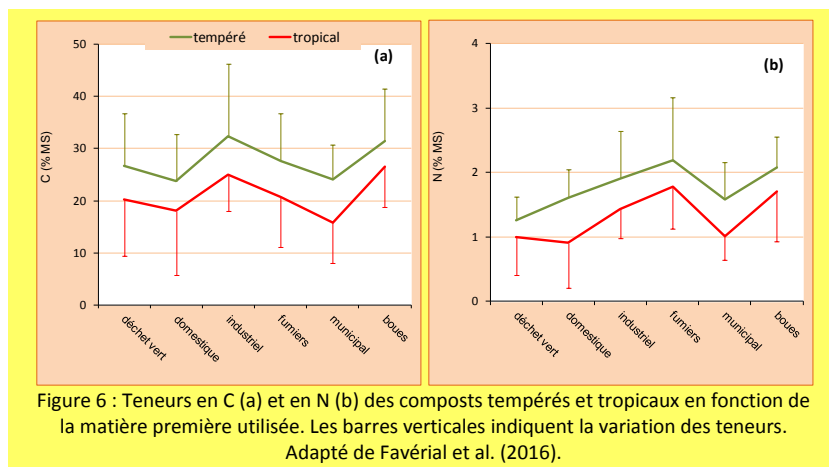 tempéré tropical
(a)
50
40
30
20
10
0
C (% MS)
déchet vert
domestique
industriel
fumiers
municipal
boues
(b)
4
3
2
1
0
N (% MS)
déchet vert
domestique
industriel
fumiers
municipal
boues
Figure 6 : Teneurs en C (a) et en N (b) des composts tempérés et tropicaux en fonction de
la matière première utilisée. Les barres verticales indiquent la variation des teneurs.
Adapté de Favérial et al. (2016).